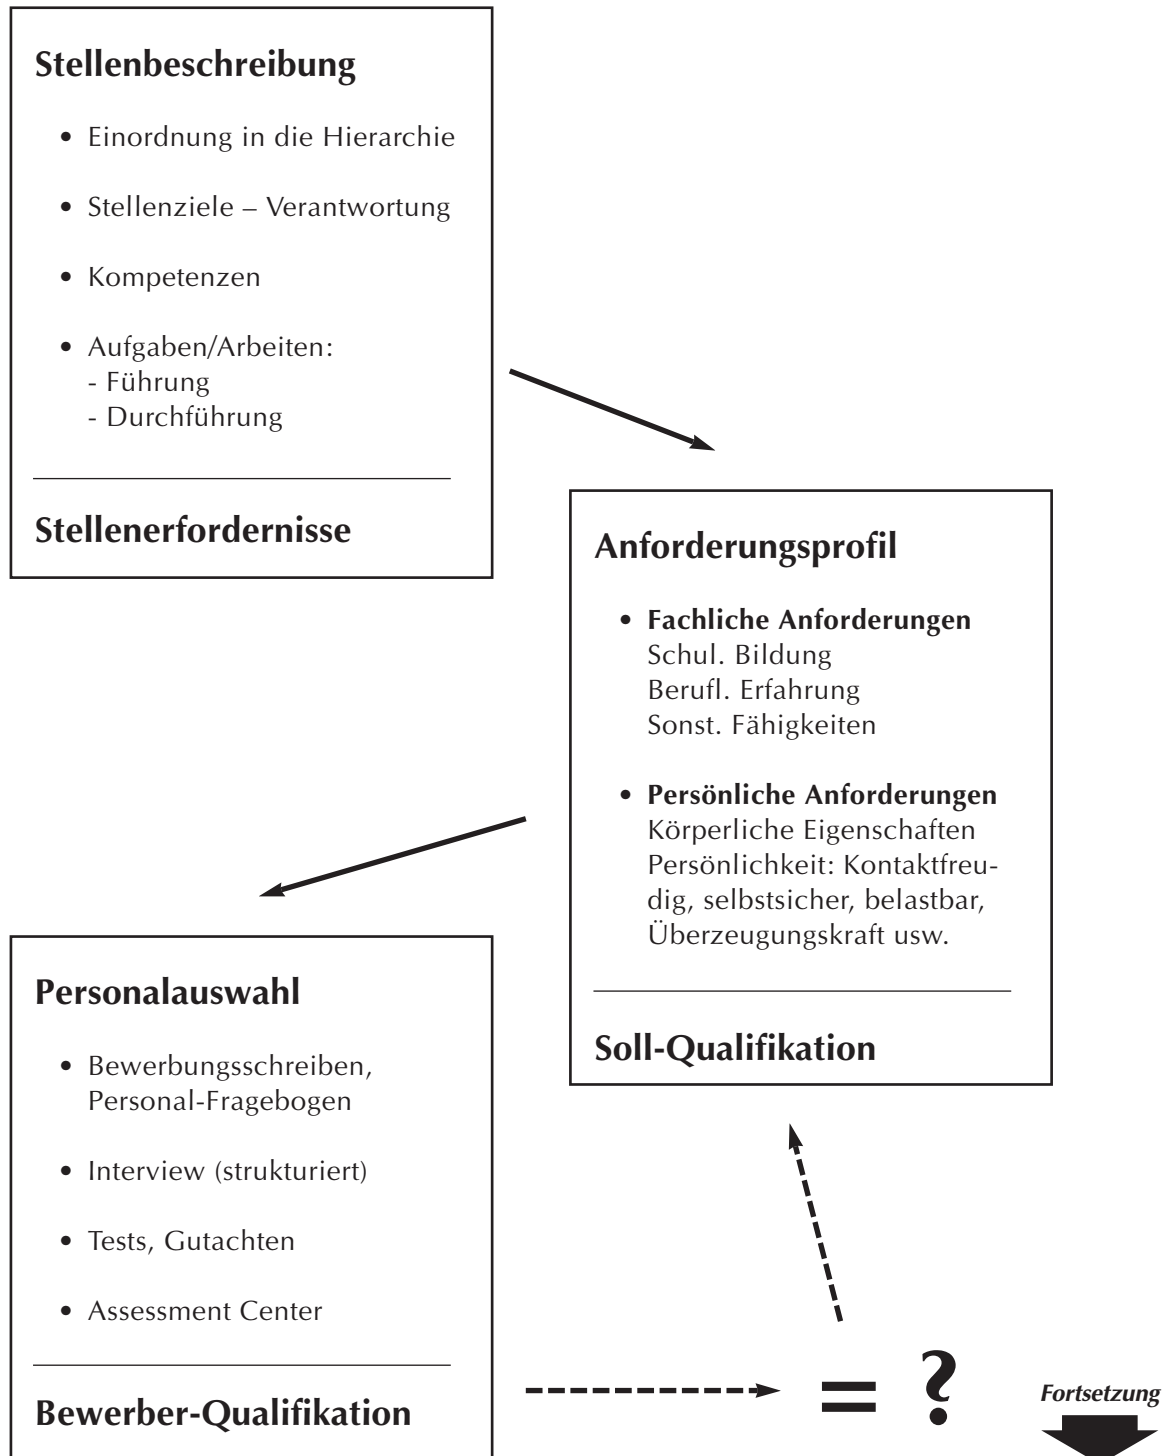 Stellenbeschreibung
• Einordnung in die Hierarchie
• Stellenziele – Verantwortung
• Kompetenzen
• Aufgaben/Arbeiten:
- Führung
- Durchführung
Stellenerfordernisse
Anforderungsprofil
• Fachliche Anforderungen
Schul. Bildung
Berufl. Erfahrung
Sonst. Fähigkeiten
• Persönliche Anforderungen
Körperliche Eigenschaften
Persönlichkeit: Kontaktfreu-
dig, selbstsicher, belastbar,
Überzeugungskraft usw.
Soll-Qualifikation
Personalauswahl
• Bewerbungsschreiben,
Personal-Fragebogen
• Interview (strukturiert)
• Tests, Gutachten
• Assessment Center
Bewerber-Qualifikation
= ?
Fortsetzung